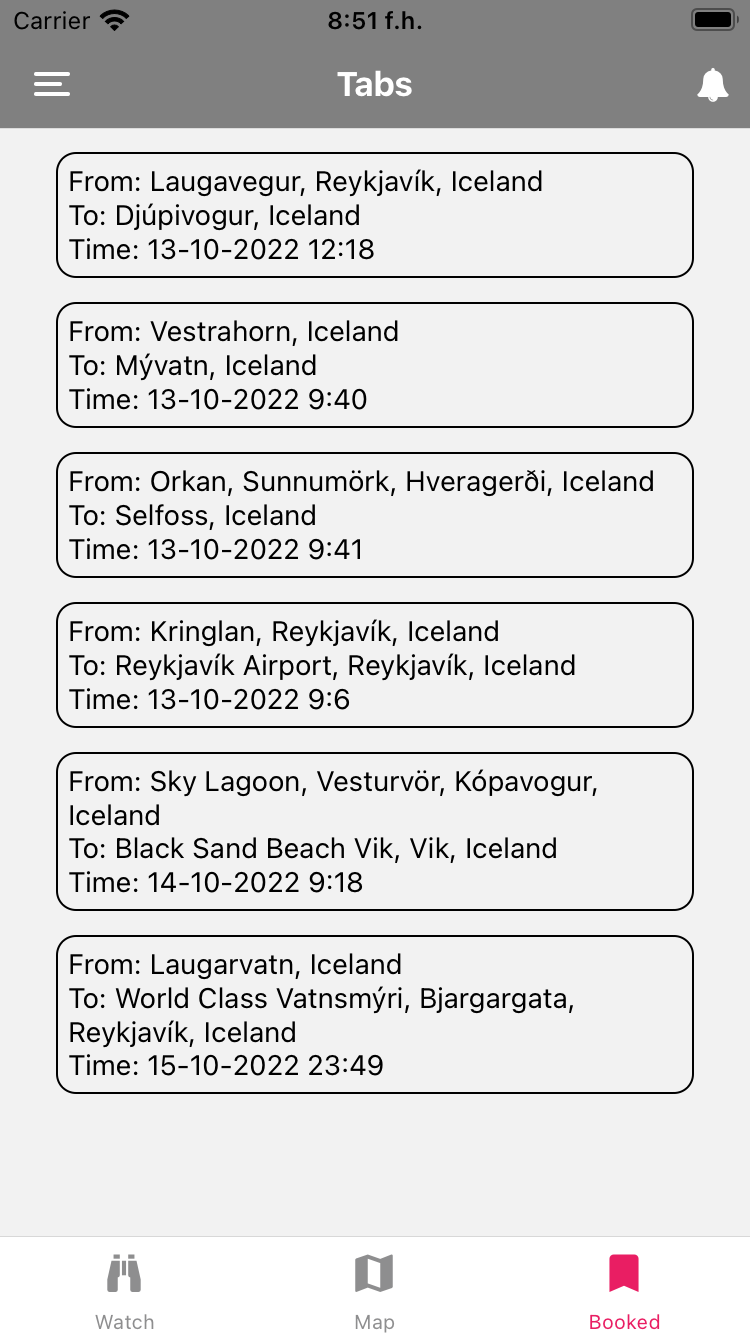 Carrier 8:51 f.h.
Tabs
From: Laugavegur, Reykjavík, Iceland
To: Djúpivogur, Iceland
Time: 13-10-2022 12:18
From: Vestrahorn, Iceland
To: Mývatn, Iceland
Time: 13-10-2022 9:40
From: Orkan, Sunnumörk, Hveragerði, Iceland
To: Selfoss, Iceland
Time: 13-10-2022 9:41
From: Kringlan, Reykjavík, Iceland
To: Reykjavík Airport, Reykjavík, Iceland
Time: 13-10-2022 9:6
From: Sky Lagoon, Vesturvör, Kópavogur,
Iceland
To: Black Sand Beach Vik, Vik, Iceland
Time: 14-10-2022 9:18
From: Laugarvatn, Iceland
To: World Class Vatnsmýri, Bjargargata,
Reykjavík, Iceland
Time: 15-10-2022 23:49
Watch Map Booked